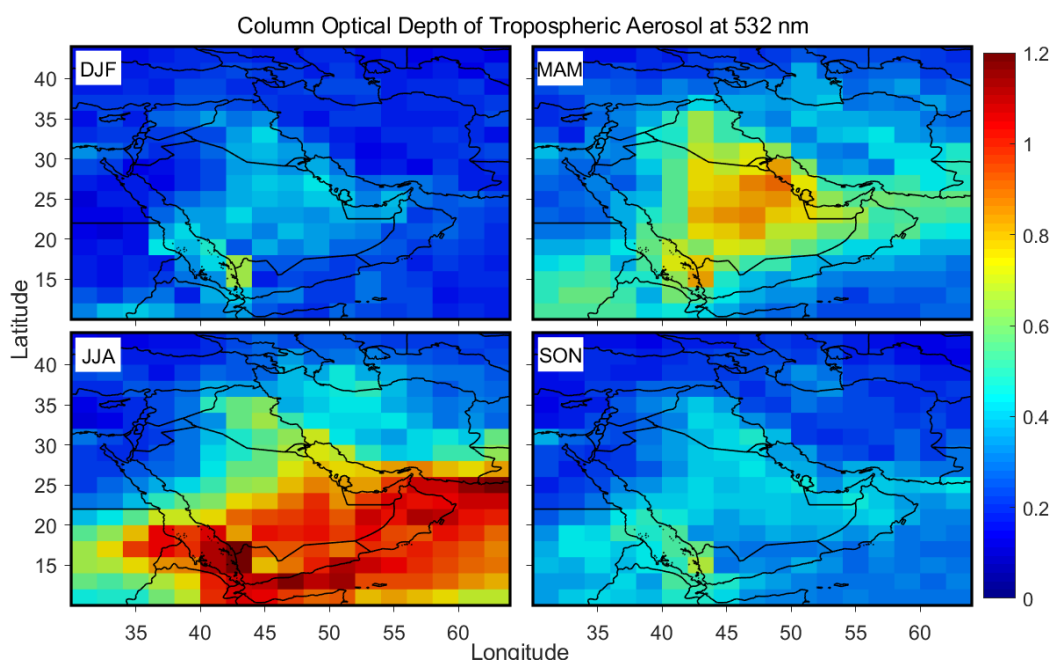 Column Optical Depth of Tropospheric Aerosol at 532 nm
DJF
MAM
JJA
SON
Latitude
40
35
30
25
20
15
40
35
30
25
20
15
35 40 45 50 55 60
35 40 45 50 55 60
Longitude
1.2
1
0.8
0.6
0.4
0.2
0